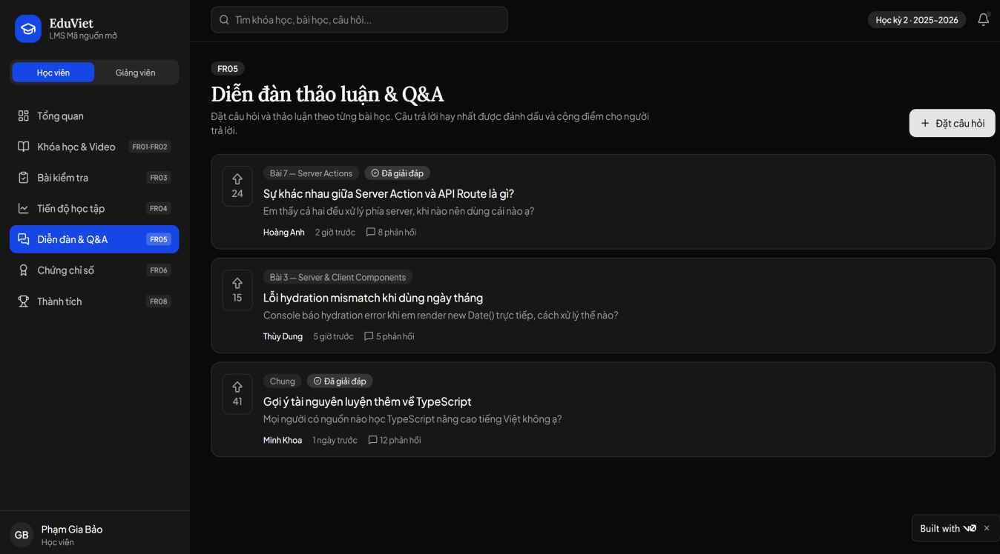 EduViet
LMS Mã nguồn mở
Học viên
Giảng viên
Tổng quan
Khóa học & Video
FR01-FR02
Bài kiểm tra
FR03
Tiến độ học tập
FR04
Diễn đàn & Q&A
FR05
Chứng chỉ số
FR06
Thành tích
FR08
GB
Phạm Gia Bảo
Học viên
Tìm khóa học, bài học, câu hỏi...
Học kỳ 2 · 2025–2026
FR05
Diễn đàn thảo luận & Q&A
Đặt câu hỏi và thảo luận theo từng bài học. Câu trả lời hay nhất được đánh dấu và cộng điểm cho người
trả lời.
+ Đặt câu hỏi
24
Bài 7 — Server Actions
Đã giải đáp
Sự khác nhau giữa Server Action và API Route là gì?
Em thấy cả hai đều xử lý phía server, khi nào nên dùng cái nào ạ?
Hoàng Anh 2 giờ trước 8 phản hồi
15
Bài 3 — Server & Client Components
Lỗi hydration mismatch khi dùng ngày tháng
Console báo hydration error khi em render new Date() trực tiếp, cách xử lý thế nào?
Thùy Dung 5 giờ trước 5 phản hồi
41
Chung
Đã giải đáp
Gợi ý tài nguyên luyện thêm về TypeScript
Mọi người có nguồn nào học TypeScript nâng cao tiếng Việt không ạ?
Minh Khoa 1 ngày trước 12 phản hồi
Built with v0 ×